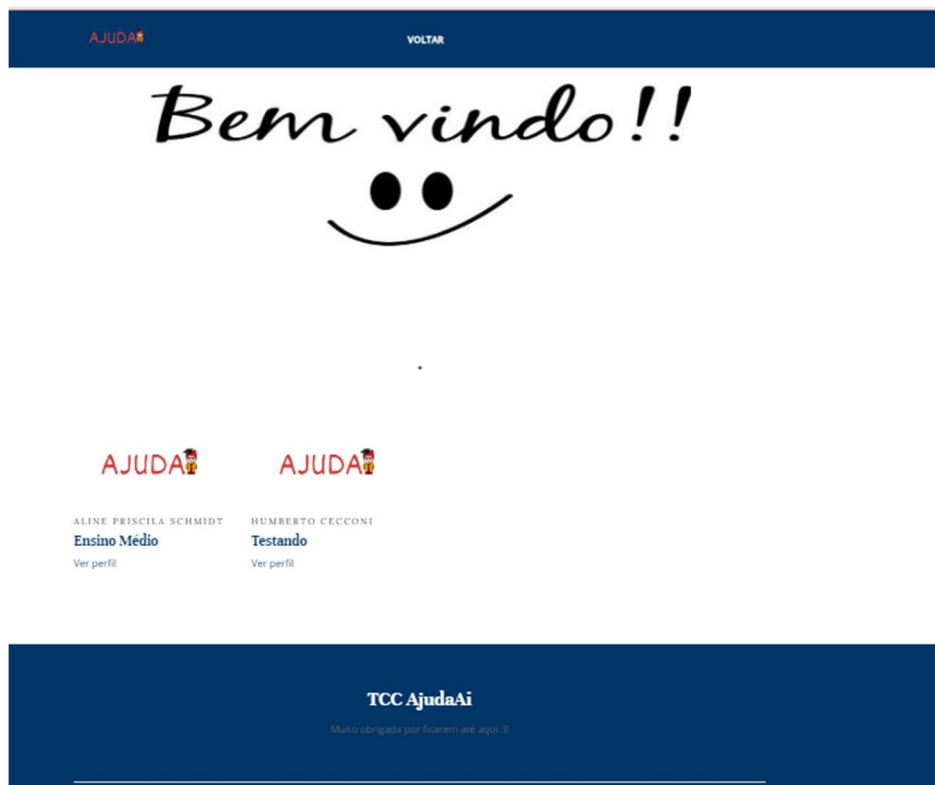 AJUDA
VOLTAR
Bem vindo!!
AJUDA
AJUDA
ALINE PRISCILA SCHMIDT
HUMBERTO CECCONI
Ensino Médio
Testando
Ver perfil
Ver perfil
TCC AjudaAi
Muito obrigada por ficarem até aqui :)!